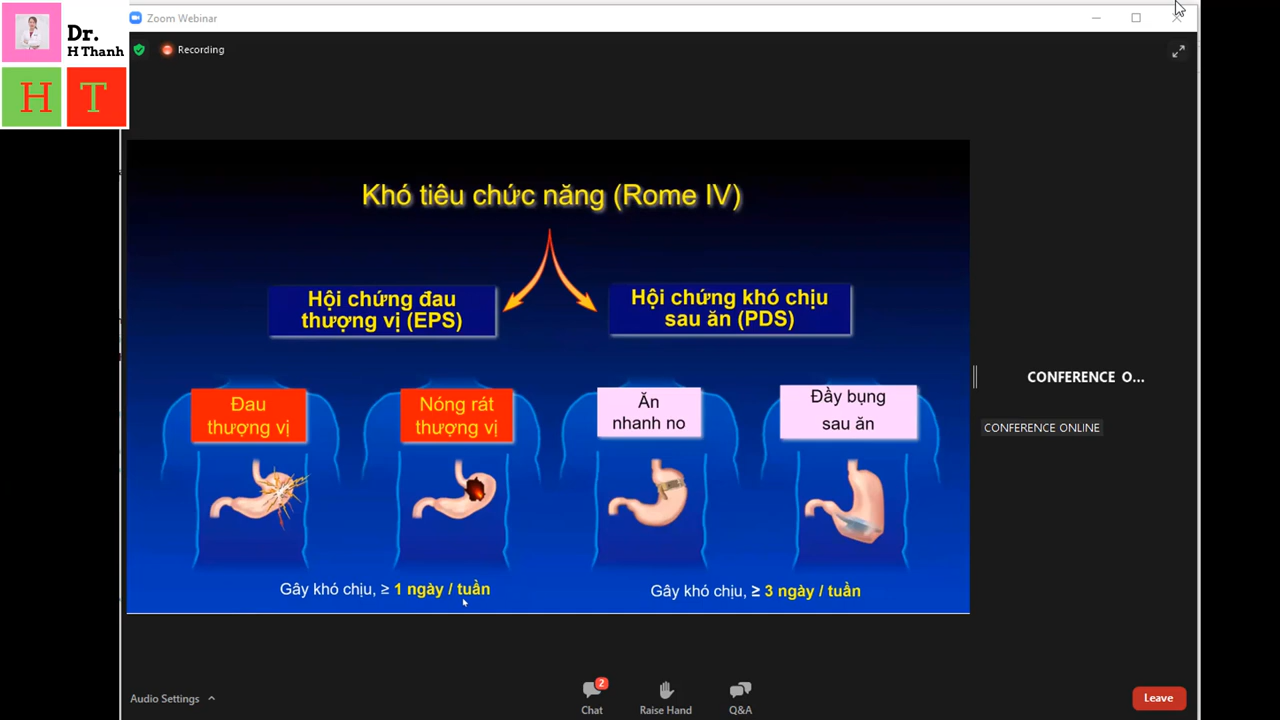 Dr.
H Thanh
H T
Zoom Webinar
Recording
Khó tiêu chức năng (Rome IV)
Hội chứng đau
thượng vị (EPS)
Hội chứng khó chịu
sau ăn (PDS)
Đau
thượng vị
Nóng rát
thượng vị
Ăn
nhanh no
Đầy bụng
sau ăn
Gây khó chịu, ≥ 1 ngày / tuần
Gây khó chịu, ≥ 3 ngày / tuần
CONFERENCE O...
CONFERENCE ONLINE
Audio Settings
2
Chat
Raise Hand
Q&A
Leave